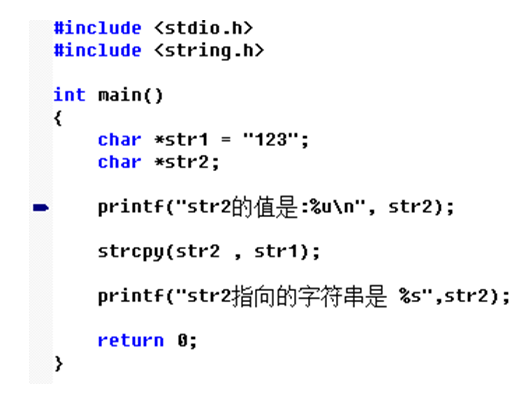 #include <stdio.h>
#include <string.h>
int main()
{
char *str1 = "123";
char *str2;
printf("str2的值是:%u\n", str2);
strcpy(str2 , str1);
printf("str2指向的字符串是 %s",str2);
return 0;
}